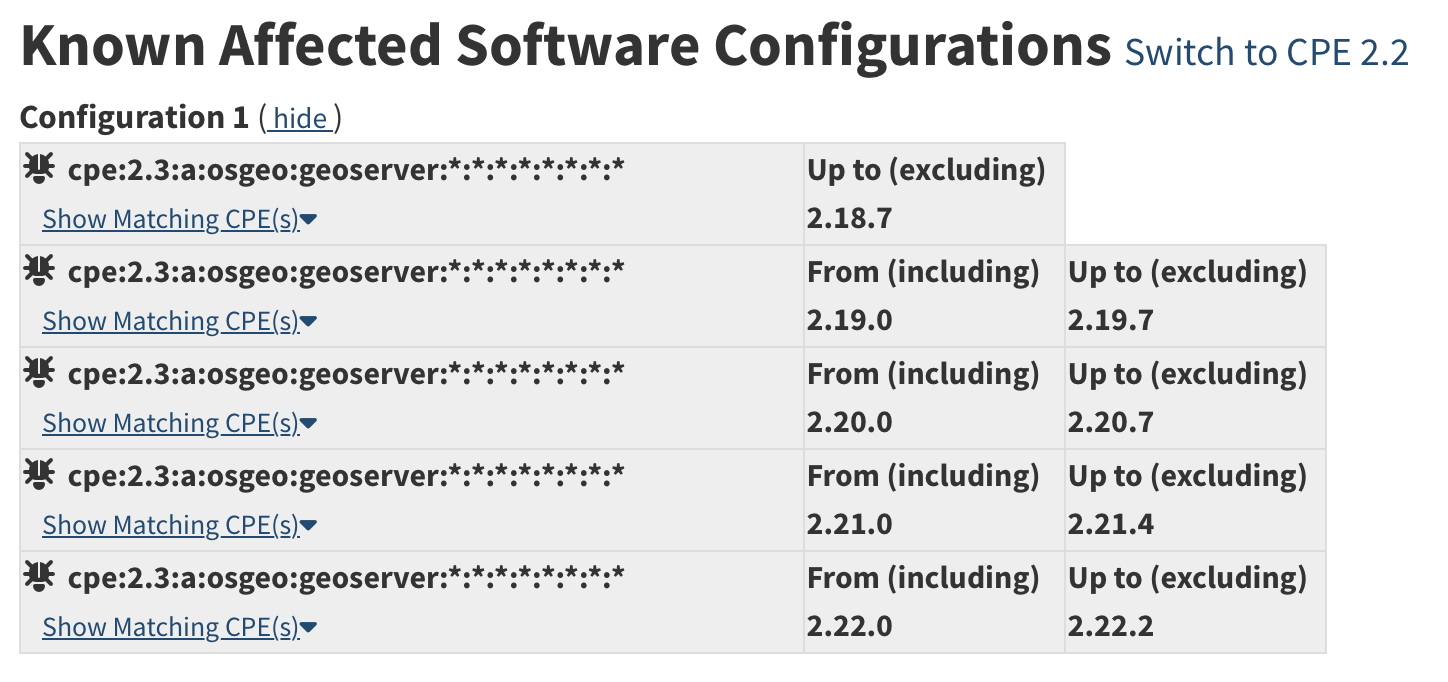 Known Affected Software Configurations Switch to CPE 2.2
Configuration 1 ( hide )
cpe:2.3:a:osgeo:geoserver:*:*:*:*:*:*:*:* Up to (excluding)
Show Matching CPE(s) 2.18.7
cpe:2.3:a:osgeo:geoserver:*:*:*:*:*:*:*:* From (including) Up to (excluding)
Show Matching CPE(s) 2.19.0 2.19.7
cpe:2.3:a:osgeo:geoserver:*:*:*:*:*:*:*:* From (including) Up to (excluding)
Show Matching CPE(s) 2.20.0 2.20.7
cpe:2.3:a:osgeo:geoserver:*:*:*:*:*:*:*:* From (including) Up to (excluding)
Show Matching CPE(s) 2.21.0 2.21.4
cpe:2.3:a:osgeo:geoserver:*:*:*:*:*:*:*:* From (including) Up to (excluding)
Show Matching CPE(s) 2.22.0 2.22.2